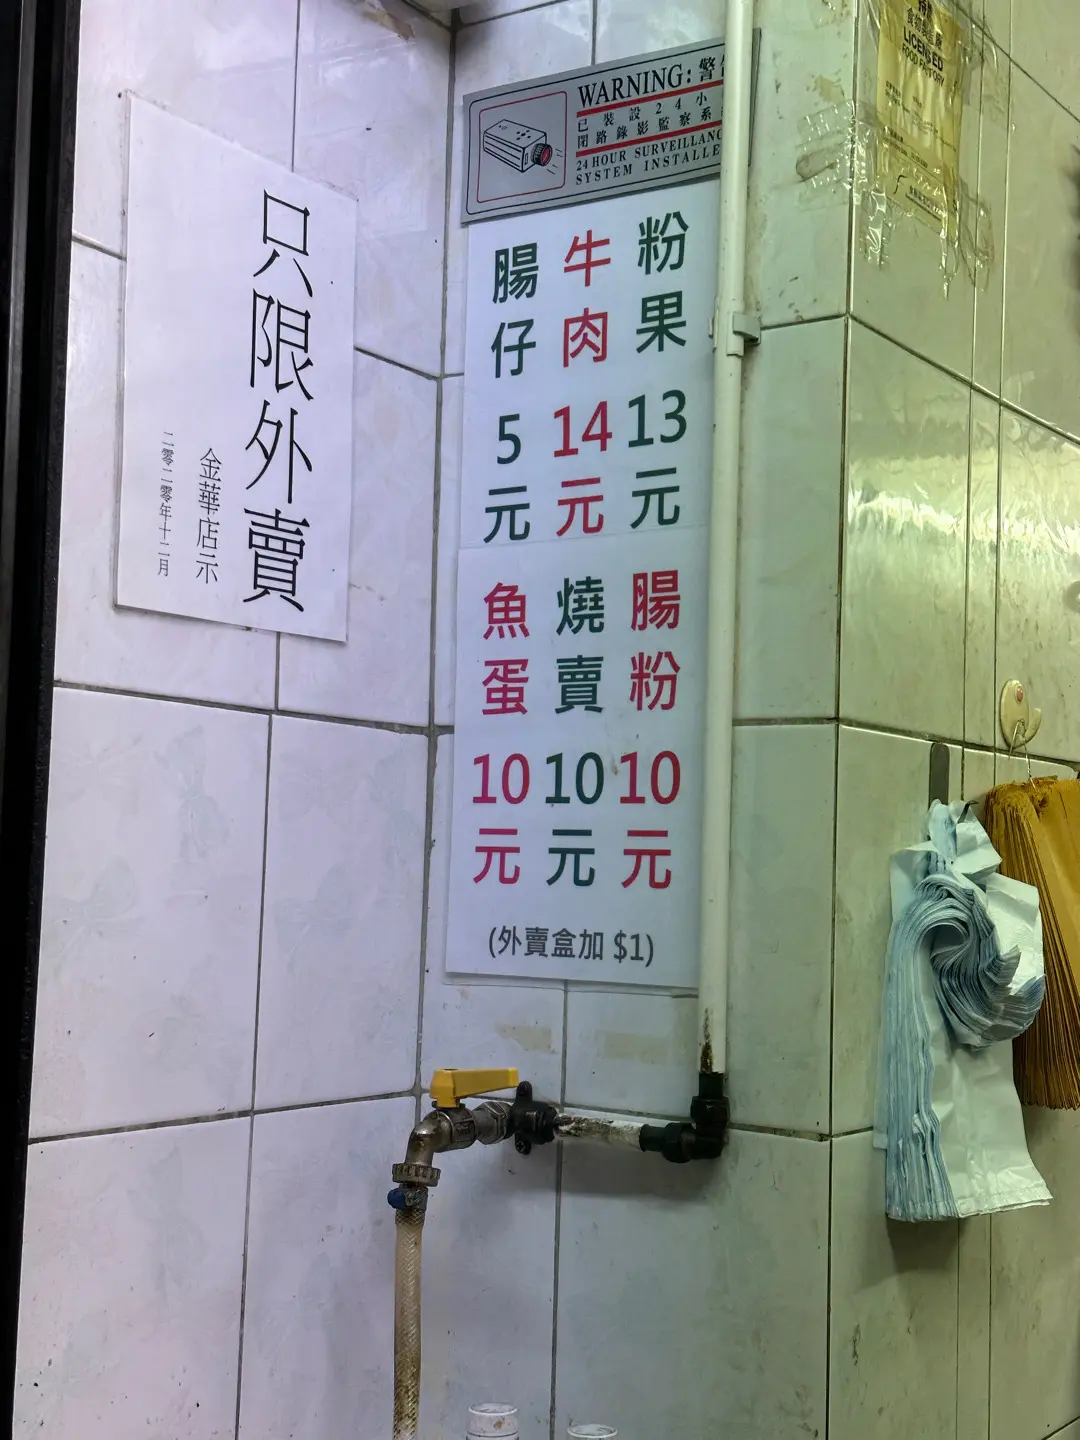 只限外賣
金華店示
二零二零年十二月
WARNING: 警
已裝設24小
閉路錄影監察系
24 HOUR SURVEILLANC
SYSTEM INSTALLE
粉果 13元
牛肉 14元
腸仔 5元
腸粉 10元
燒賣 10元
魚蛋 10元
(外賣盒加 $1)
LICENSED
FOOD FACTORY